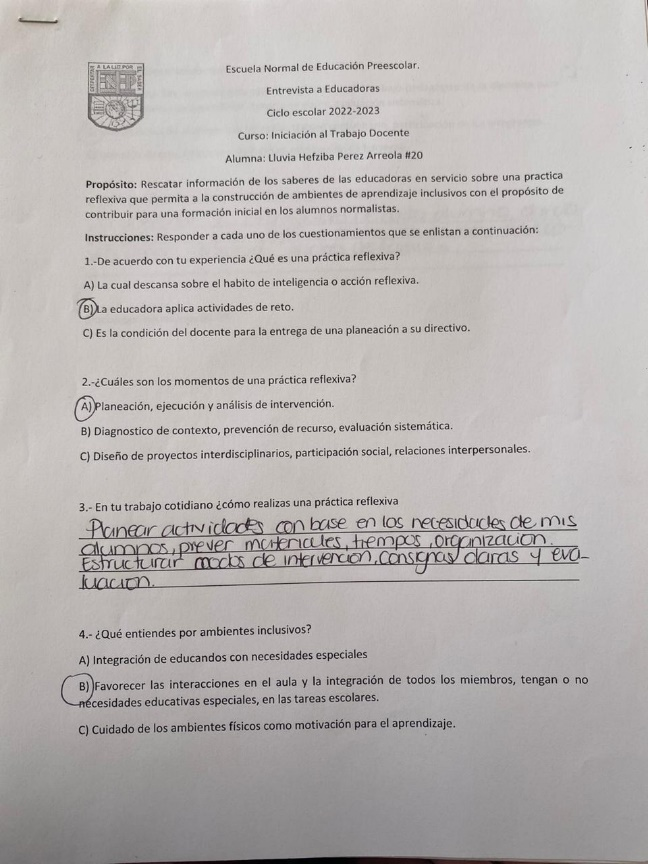 A LA LUZ POR
Escuela Normal de Educación Preescolar.
Entrevista a Educadoras
Ciclo escolar 2022-2023
Curso: Iniciación al Trabajo Docente
Alumna: Lluvia Hefziba Perez Arreola #20
Propósito: Rescatar información de los saberes de las educadoras en servicio sobre una practica
reflexiva que permita a la construcción de ambientes de aprendizaje inclusivos con el propósito de
contribuir para una formación inicial en los alumnos normalistas.
Instrucciones: Responder a cada uno de los cuestionamientos que se enlistan a continuación:
1.-De acuerdo con tu experiencia ¿Qué es una práctica reflexiva?
A) La cual descansa sobre el habito de inteligencia o acción reflexiva.
B) La educadora aplica actividades de reto.
C) Es la condición del docente para la entrega de una planeación a su directivo.
2.-¿Cuáles son los momentos de una práctica reflexiva?
A) Planeación, ejecución y análisis de intervención.
B) Diagnostico de contexto, prevención de recurso, evaluación sistemática.
C) Diseño de proyectos interdisciplinarios, participación social, relaciones interpersonales.
3.- En tu trabajo cotidiano ¿cómo realizas una práctica reflexiva
Planear actividades con base en los necesidades de mis
alumnos, prever materiales, tiempos, organización.
Estructurar modos de intervención, consignas claras y eva-
luación.
4.- ¿Qué entiendes por ambientes inclusivos?
A) Integración de educandos con necesidades especiales
B) Favorecer las interacciones en el aula y la integración de todos los miembros, tengan o no
necesidades educativas especiales, en las tareas escolares.
C) Cuidado de los ambientes físicos como motivación para el aprendizaje.